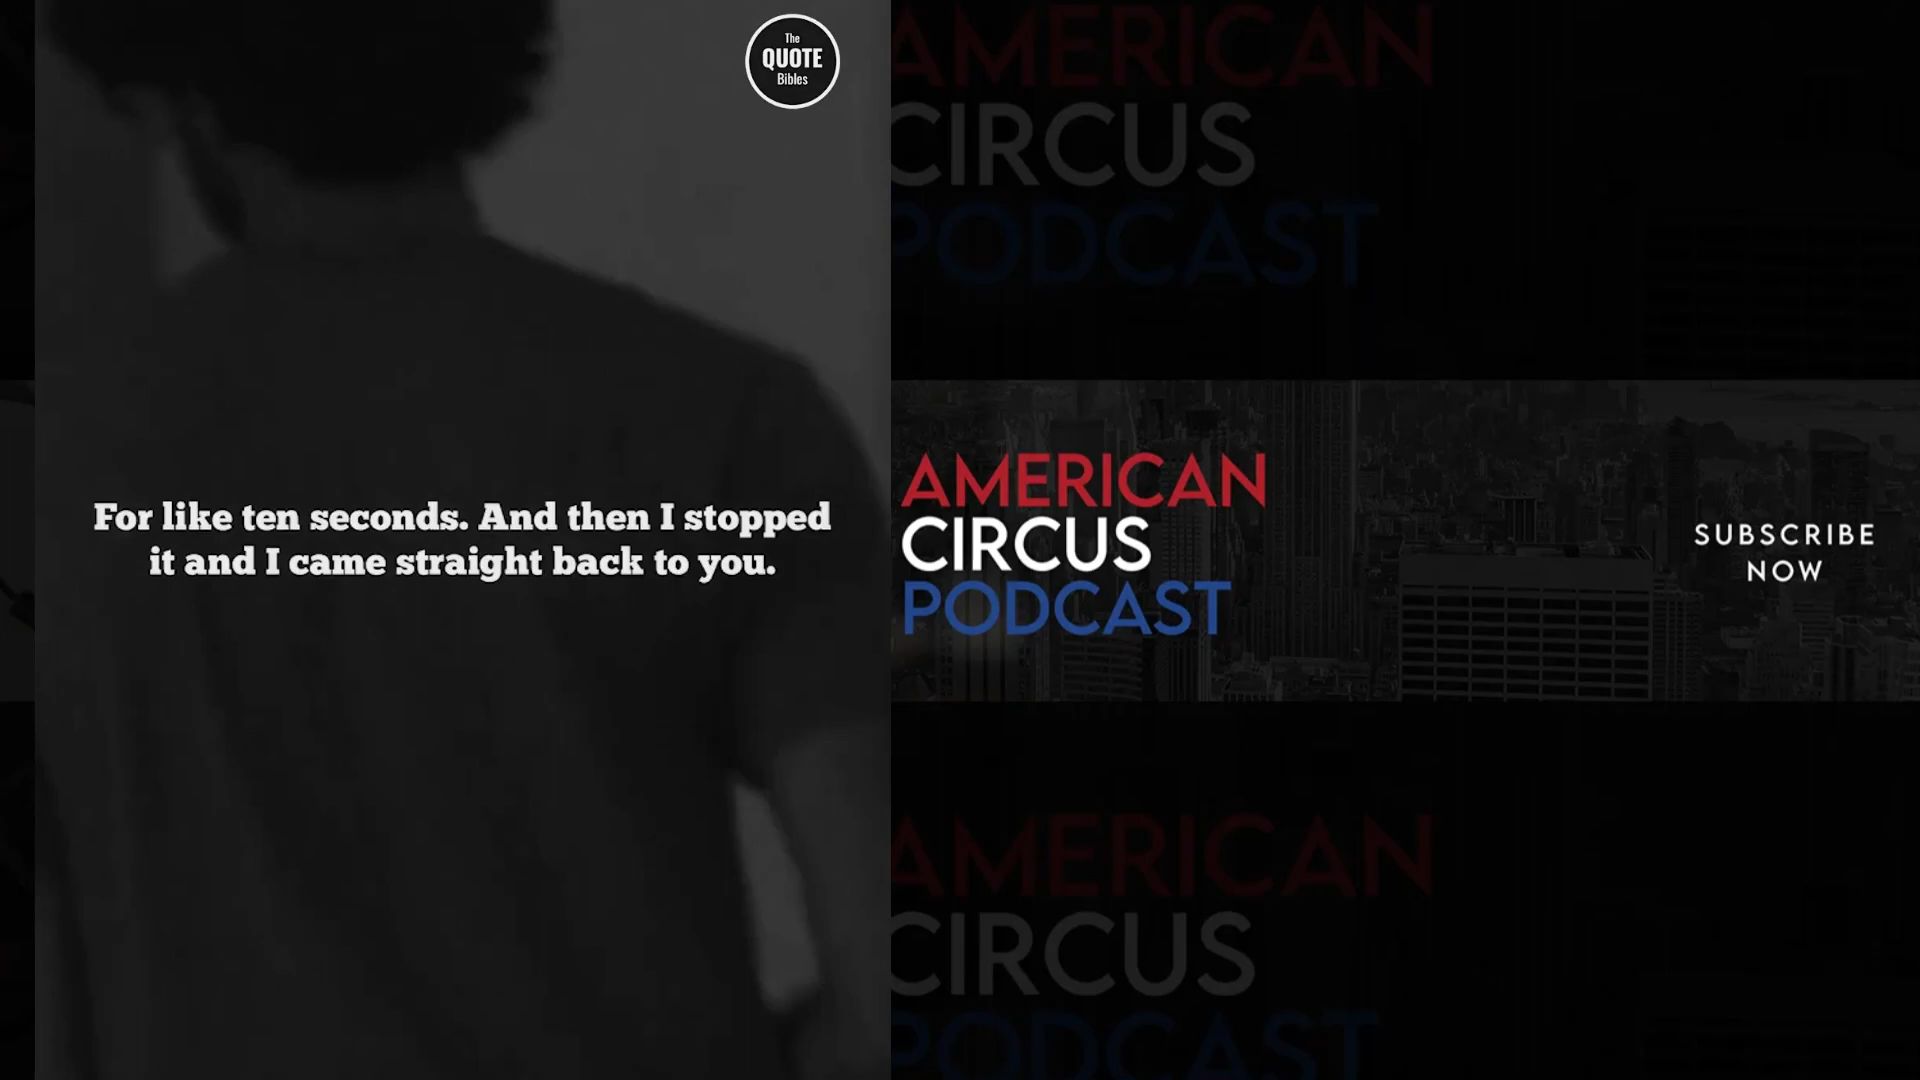 The
QUOTE
Bibles
For like ten seconds. And then I stopped
it and I came straight back to you.
AMERICAN
CIRCUS
PODCAST
AMERICAN
CIRCUS
PODCAST
SUBSCRIBE
NOW
AMERICAN
CIRCUS
PODCAST